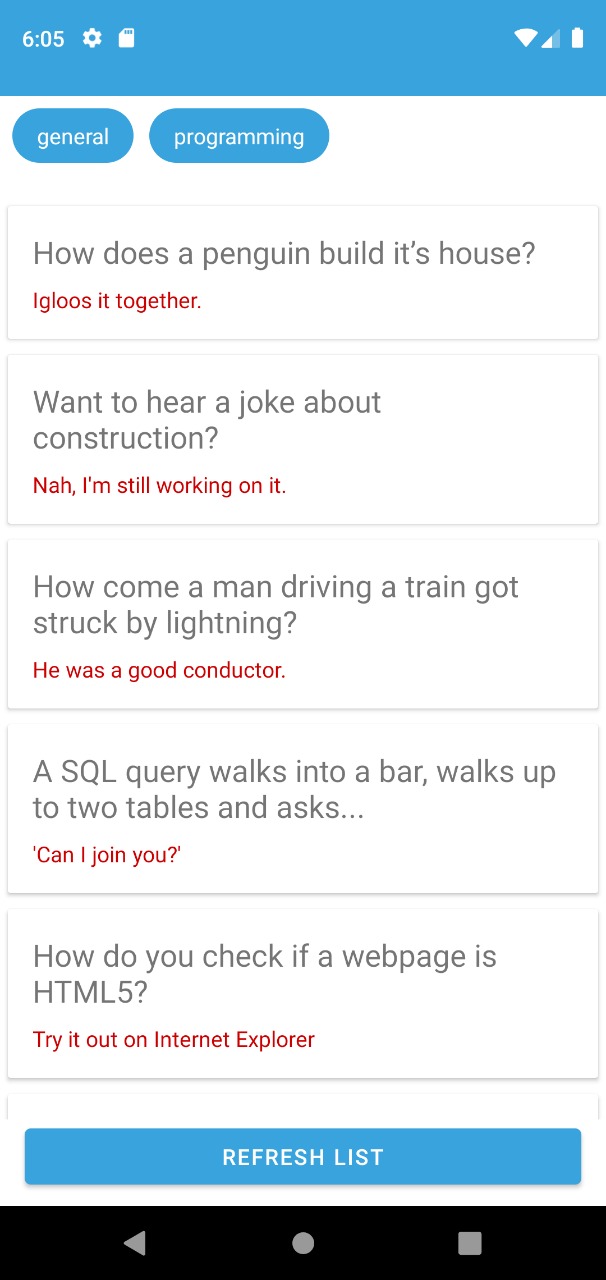 6:05
general programming
How does a penguin build it’s house?
Igloos it together.
Want to hear a joke about
construction?
Nah, I'm still working on it.
How come a man driving a train got
struck by lightning?
He was a good conductor.
A SQL query walks into a bar, walks up
to two tables and asks...
'Can I join you?'
How do you check if a webpage is
HTML5?
Try it out on Internet Explorer
REFRESH LIST